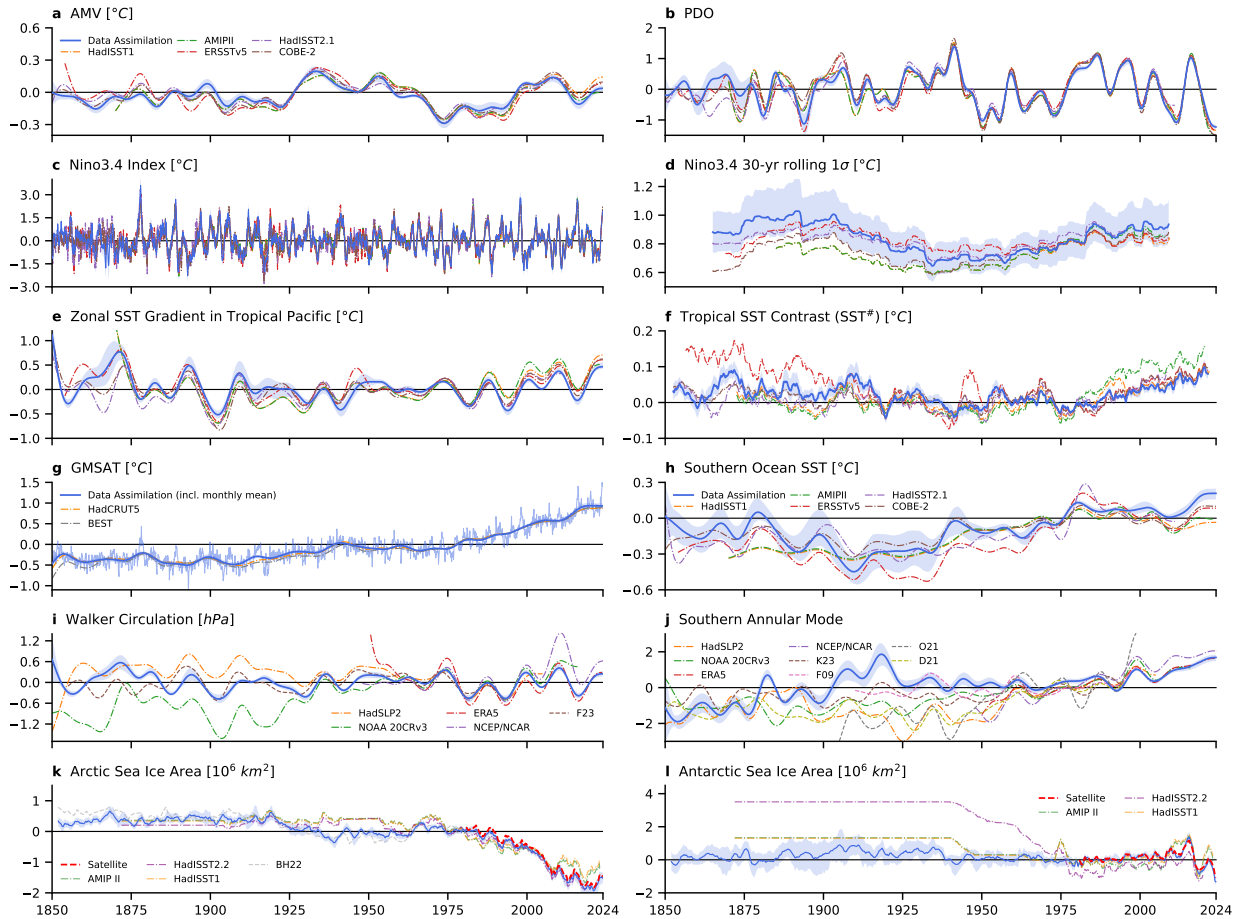 a AMV [°C]
0.6
0.3
0.0
−0.3
Data Assimilation
HadISST1
AMIPII
ERSSTv5
HadISST2.1
COBE-2
b PDO
2
1
0
−1
c Nino3.4 Index [°C]
3.0
1.5
0.0
−1.5
−3.0
d Nino3.4 30-yr rolling 1σ [°C]
1.2
1.0
0.8
0.6
e Zonal SST Gradient in Tropical Pacific [°C]
1.0
0.5
0.0
−0.5
−1.0
f Tropical SST Contrast (SST#) [°C]
0.2
0.1
0.0
−0.1
g GMSAT [°C]
1.5
1.0
0.5
0.0
−0.5
−1.0
Data Assimilation (incl. monthly mean)
HadCRUT5
BEST
h Southern Ocean SST [°C]
0.3
0.0
−0.3
−0.6
Data Assimilation
HadISST1
AMIPII
ERSSTv5
HadISST2.1
COBE-2
i Walker Circulation [hPa]
1.2
0.6
0.0
−0.6
−1.2
HadSLP2
NOAA 20CRv3
ERA5
NCEP/NCAR
F23
j Southern Annular Mode
2
0
−2
HadSLP2
NOAA 20CRv3
ERA5
NCEP/NCAR
K23
F09
O21
D21
k Arctic Sea Ice Area [10⁶ km²]
1
0
−1
−2
Satellite
AMIP II
HadISST2.2
HadISST1
BH22
1850 1875 1900 1925 1950 1975 2000 2024
l Antarctic Sea Ice Area [10⁶ km²]
4
2
0
−2
Satellite
AMIP II
HadISST2.2
HadISST1
1850 1875 1900 1925 1950 1975 2000 2024